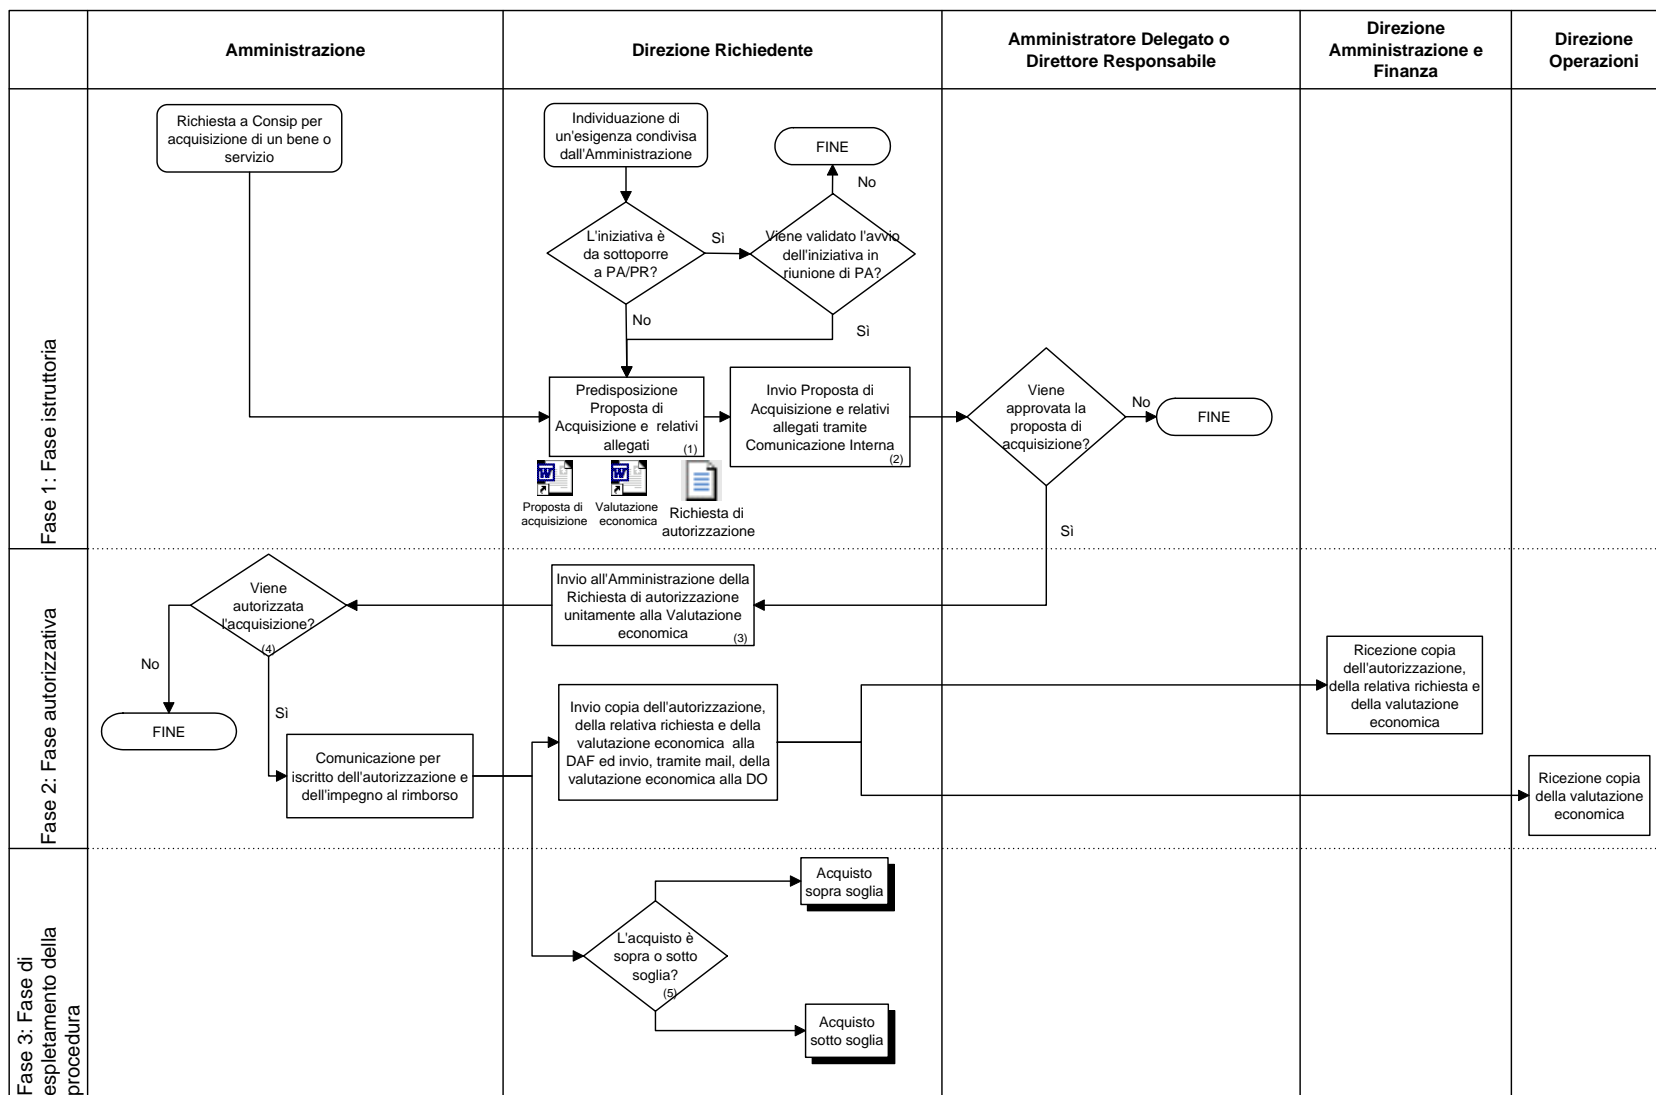 Amministrazione
Direzione Richiedente
Amministratore Delegato o
Direttore Responsabile
Direzione
Amministrazione e
Finanza
Direzione
Operazioni
Fase 1: Fase istruttoria
Richiesta a Consip per
acquisizione di un bene o
servizio
Individuazione di
un'esigenza condivisa
dall'Amministrazione
FINE
No
L'iniziativa è
da sottoporre
a PA/PR?
Sì
Viene validato l'avvio
dell'iniziativa in
riunione di PA?
No
Sì
Predisposizione
Proposta di
Acquisizione e relativi
allegati
(1)
Invio Proposta di
Acquisizione e relativi
allegati tramite
Comunicazione Interna
(2)
Viene
approvata la
proposta di
acquisizione?
No
FINE
Sì
W
Proposta di
acquisizione
W
Valutazione
economica
Richiesta di
autorizzazione
Fase 2: Fase autorizzativa
Viene
autorizzata
l'acquisizione?
(4)
Invio all'Amministrazione della
Richiesta di autorizzazione
unitamente alla Valutazione
economica
(3)
No
FINE
Sì
Comunicazione per
iscritto dell'autorizzazione e
dell'impegno al rimborso
Invio copia dell'autorizzazione,
della relativa richiesta e della
valutazione economica alla
DAF ed invio, tramite mail, della
valutazione economica alla DO
Ricezione copia
dell'autorizzazione,
della relativa richiesta e
della valutazione
economica
Ricezione copia
della valutazione
economica
Fase 3: Fase di
espletamento della
procedura
L'acquisto è
sopra o sotto
soglia?
(5)
Acquisto
sopra soglia
Acquisto
sotto soglia